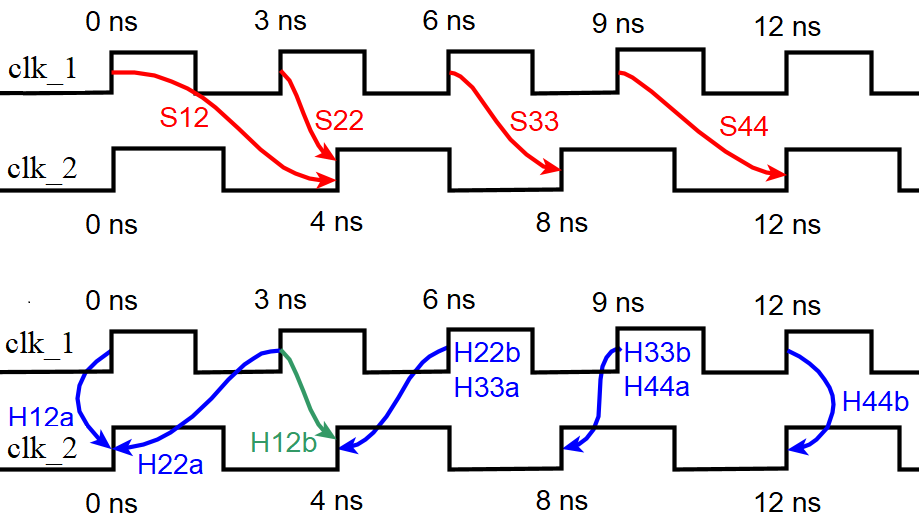 0 ns 3 ns 6 ns 9 ns 12 ns
clk_1
S12 S22 S33 S44
clk_2
0 ns 4 ns 8 ns 12 ns
0 ns 3 ns 6 ns 9 ns 12 ns
clk_1
H22b H33b
H33a H44a
H12a H44b
H12b
clk_2
H22a
0 ns 4 ns 8 ns 12 ns